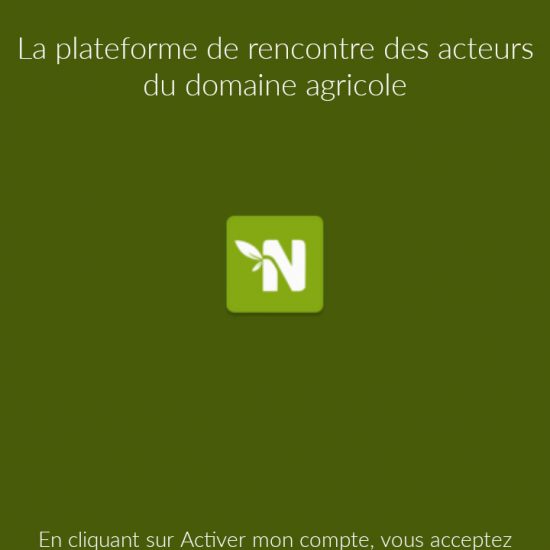 La plateforme de rencontre des acteurs
du domaine agricole
N
En cliquant sur Activer mon compte, vous acceptez